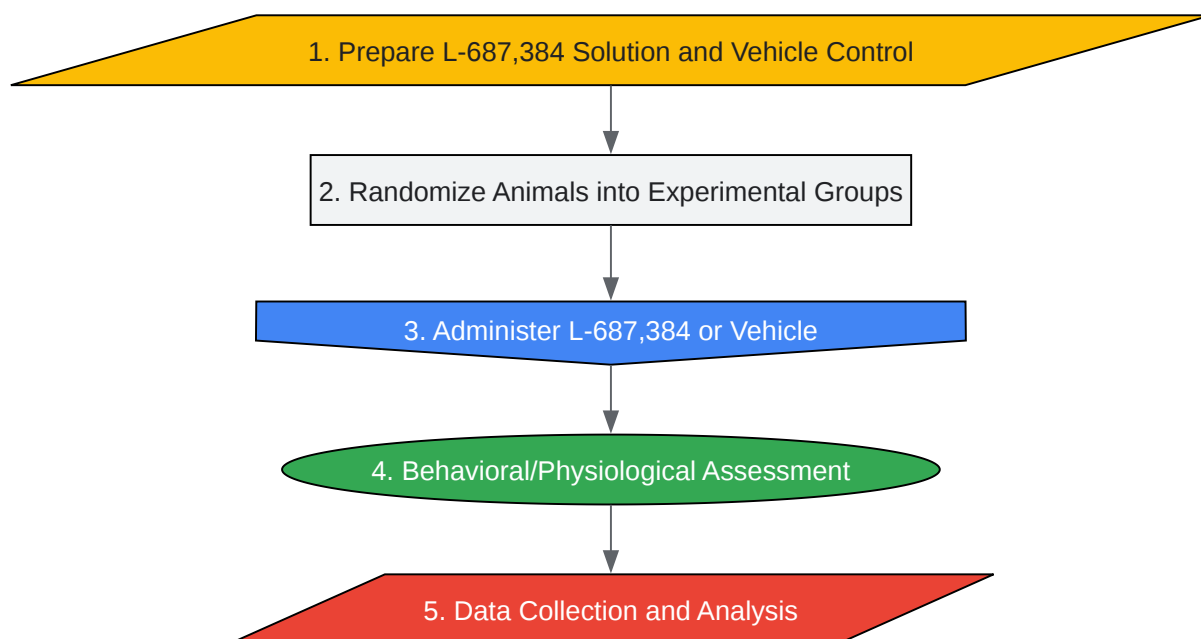 1. Prepare L-687,384 Solution and Vehicle Control
2. Randomize Animals into Experimental Groups
3. Administer L-687,384 or Vehicle
4. Behavioral/Physiological Assessment
5. Data Collection and Analysis